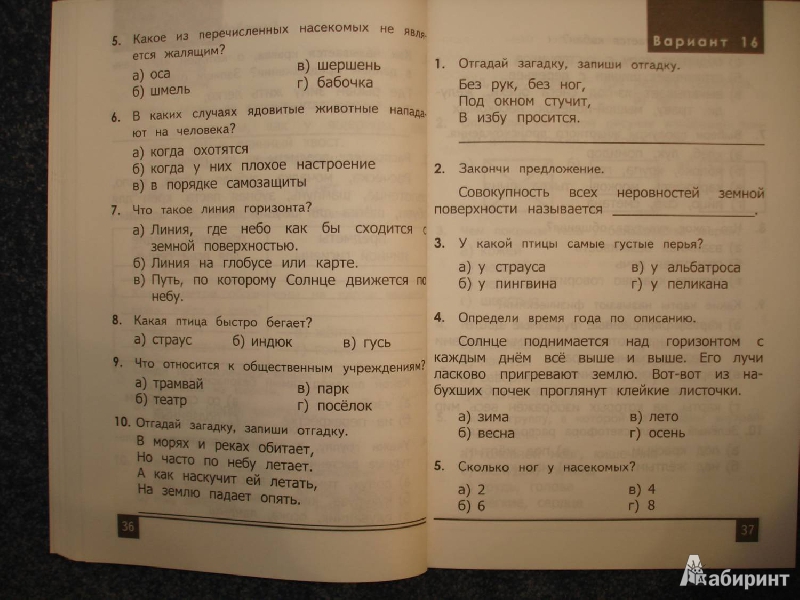 5. Какое из перечисленных насекомых не явля-
ется жалящим?
а) оса
б) шмель
в) шершень
г) бабочка
6. В каких случаях ядовитые животные напада-
ют на человека?
а) когда охотятся
б) когда у них плохое настроение
в) в порядке самозащиты
7. Что такое линия горизонта?
а) Линия, где небо как бы сходится с
земной поверхностью.
б) Линия на глобусе или карте.
в) Путь, по которому Солнце движется по
небу.
8. Какая птица быстро бегает?
а) страус б) индюк в) гусь
9. Что относится к общественным учреждениям?
а) трамвай
б) театр
в) парк
г) посёлок
10. Отгадай загадку, запиши отгадку.
В морях и реках обитает,
Но часто по небу летает.
А как наскучит ей летать,
На землю падает опять.
36
Вариант 16
1. Отгадай загадку, запиши отгадку.
Без рук, без ног,
Под окном стучит,
В избу просится.
2. Закончи предложение.
Совокупность всех неровностей земной
поверхности называется ____________.
3. У какой птицы самые густые перья?
а) у страуса
б) у пингвина
в) у альбатроса
г) у пеликана
4. Определи время года по описанию.
Солнце поднимается над горизонтом с
каждым днём всё выше и выше. Его лучи
ласково пригревают землю. Вот-вот из на-
бухших почек проглянут клейкие листочки.
а) зима
б) весна
в) лето
г) осень
5. Сколько ног у насекомых?
а) 2
б) 6
в) 4
г) 8
37
Лабиринт